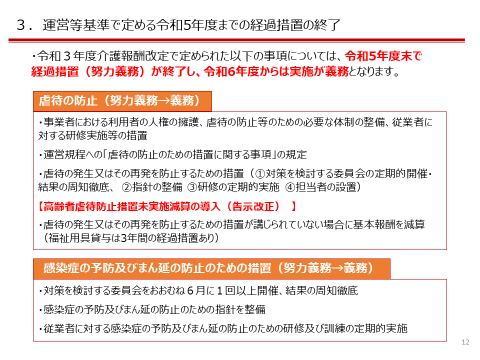 ３．運営等基準で定める令和5年度までの経過措置の終了
・令和３年度介護報酬改定で定められた以下の事項については、令和5年度末で
経過措置（努力義務）が終了し、令和6年度からは実施が義務となります。
虐待の防止（努力義務→義務）
・事業者における利用者の人権の擁護、虐待の防止等のための必要な体制の整備、従業者に
対する研修実施等の措置
・運営規程への「虐待の防止のための措置に関する事項」の規定
・虐待の発生又はその再発を防止するための措置（①対策を検討する委員会の定期的開催・
結果の周知徹底、 ②指針の整備 ③研修の定期的実施 ④担当者の設置）
【高齢者虐待防止措置未実施減算の導入（告示改正） 】
・虐待の発生又はその再発を防止するための措置が講じられていない場合に基本報酬を減算
（福祉用具貸与は3年間の経過措置あり）
感染症の予防及びまん延の防止のための措置（努力義務→義務）
・対策を検討する委員会をおおむね６月に１回以上開催、結果の周知徹底
・感染症の予防及びまん延の防止のための指針を整備
・従業者に対する感染症の予防及びまん延の防止のための研修及び訓練の定期的実施
12